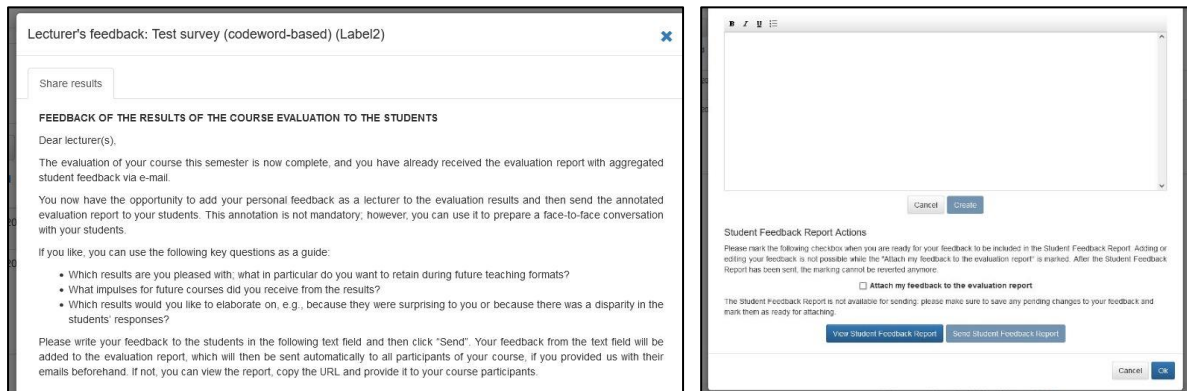 Lecturer's feedback: Test survey (codeword-based) (Label2)
Share results
FEEDBACK OF THE RESULTS OF THE COURSE EVALUATION TO THE STUDENTS
Dear lecturer(s),
The evaluation of your course this semester is now complete, and you have already received the evaluation report with aggregated
student feedback via e-mail.
You now have the opportunity to add your personal feedback as a lecturer to the evaluation results and then send the annotated
evaluation report to your students. This annotation is not mandatory; however, you can use it to prepare a face-to-face conversation
with your students.
If you like, you can use the following key questions as a guide:
• Which results are you pleased with; what in particular do you want to retain during future teaching formats?
• What impulses for future courses did you receive from the results?
• Which results would you like to elaborate on, e.g., because they were surprising to you or because there was a disparity in the
students' responses?
Please write your feedback to the students in the following text field and then click “Send”. Your feedback from the text field will be
added to the evaluation report, which will then be sent automatically to all participants of your course, if you provided us with their
emails beforehand. If not, you can view the report, copy the URL and provide it to your course participants.
B I U
Cancel Create
Student Feedback Report Actions
Please mark the following checkbox when you are ready for your feedback to be included in the Student Feedback Report. Adding or
editing your feedback is not possible while the "Attach my feedback to the evaluation report" is marked. After the Student Feedback
Report has been sent, the marking cannot be reverted anymore.
Attach my feedback to the evaluation report
The Student Feedback Report is not available for sending: please make sure to save any pending changes to your feedback and
mark them as ready for attaching.
View Student Feedback Report Send Student Feedback Report
Cancel Ok